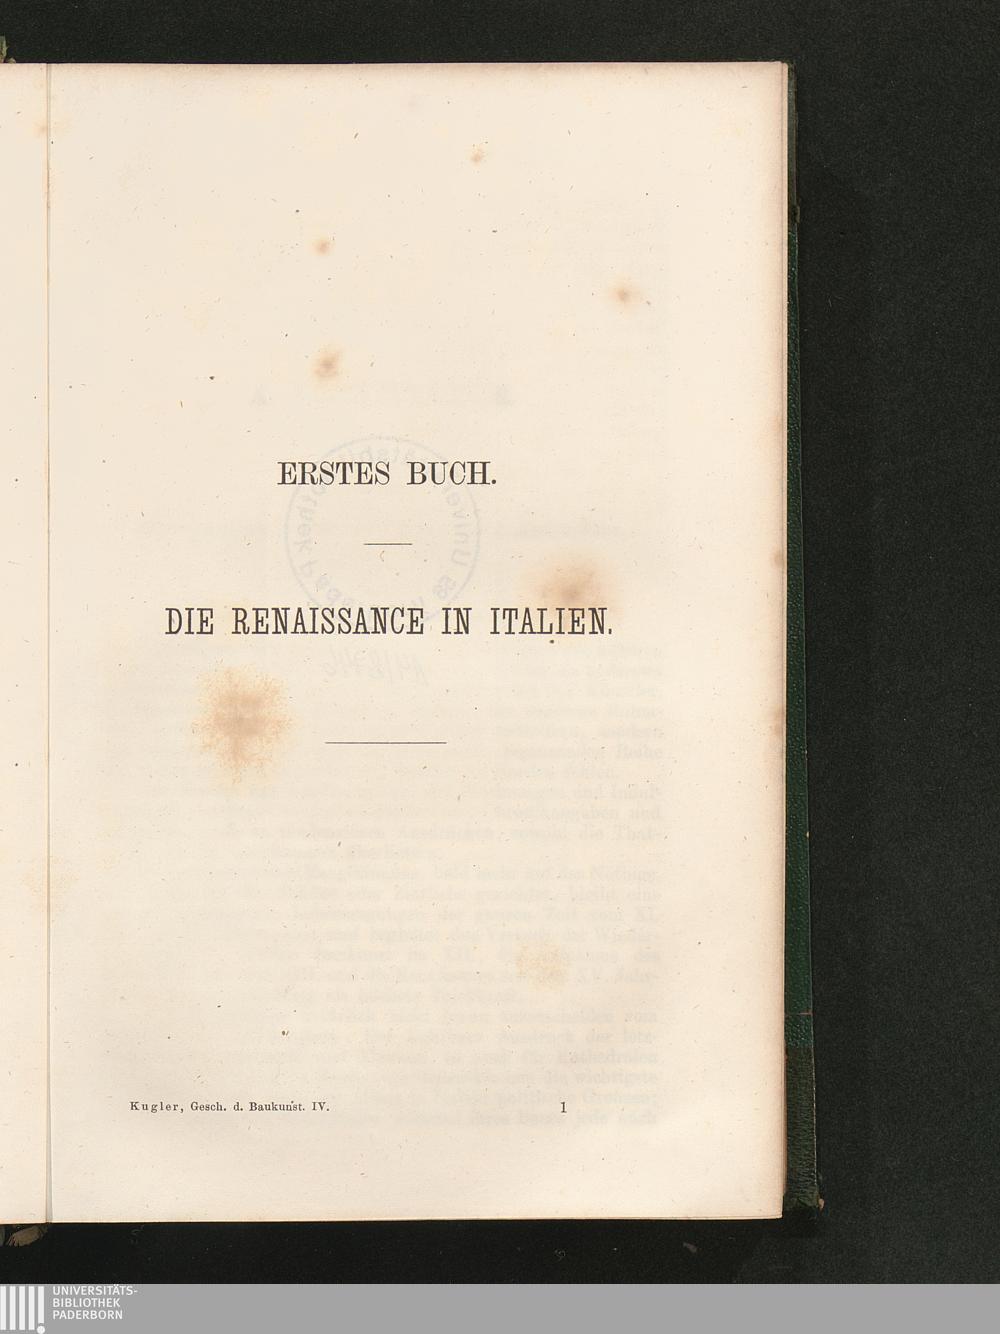 ERSTES BUCH.
DIE RENAISSANCE IN ITALIEN.
Kugler, Gesch. d. Baukunst. IV.
1
UNIVERSITÄTS-
BIBLIOTHEK
PADERBORN